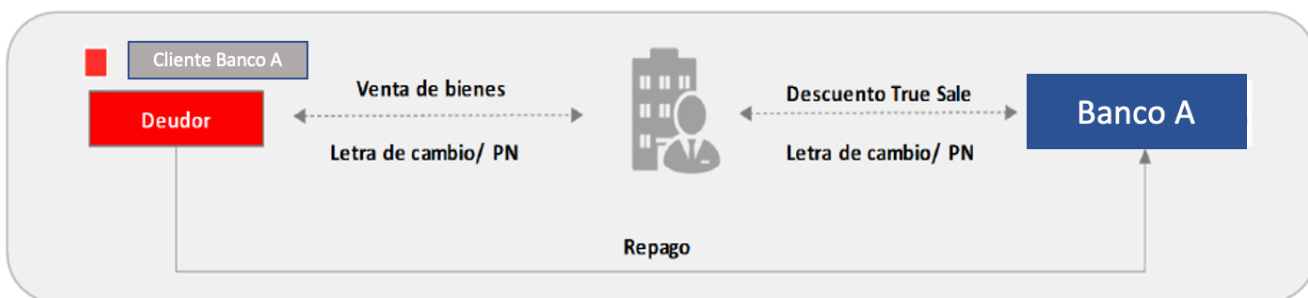 Cliente Banco A
Deudor
Venta de bienes
Letra de cambio/ PN
Descuento True Sale
Letra de cambio/ PN
Banco A
Repago